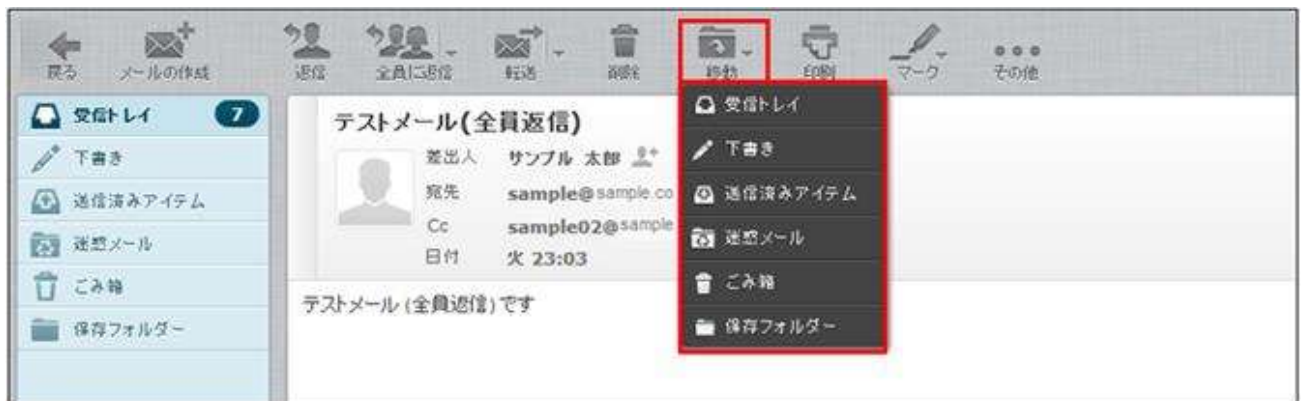 戻る メールの作成 返信 全員に返信 転送 削除 移動 印刷 マーク その他
受信トレイ 7
下書き
送信済みアイテム
迷惑メール
ごみ箱
保存フォルダー
テストメール(全員返信)
差出人 サンプル 太郎
宛先 sample@sample.co
Cc sample02@sample
日付 火 23:03
テストメール(全員返信)です
受信トレイ
下書き
送信済みアイテム
迷惑メール
ごみ箱
保存フォルダー